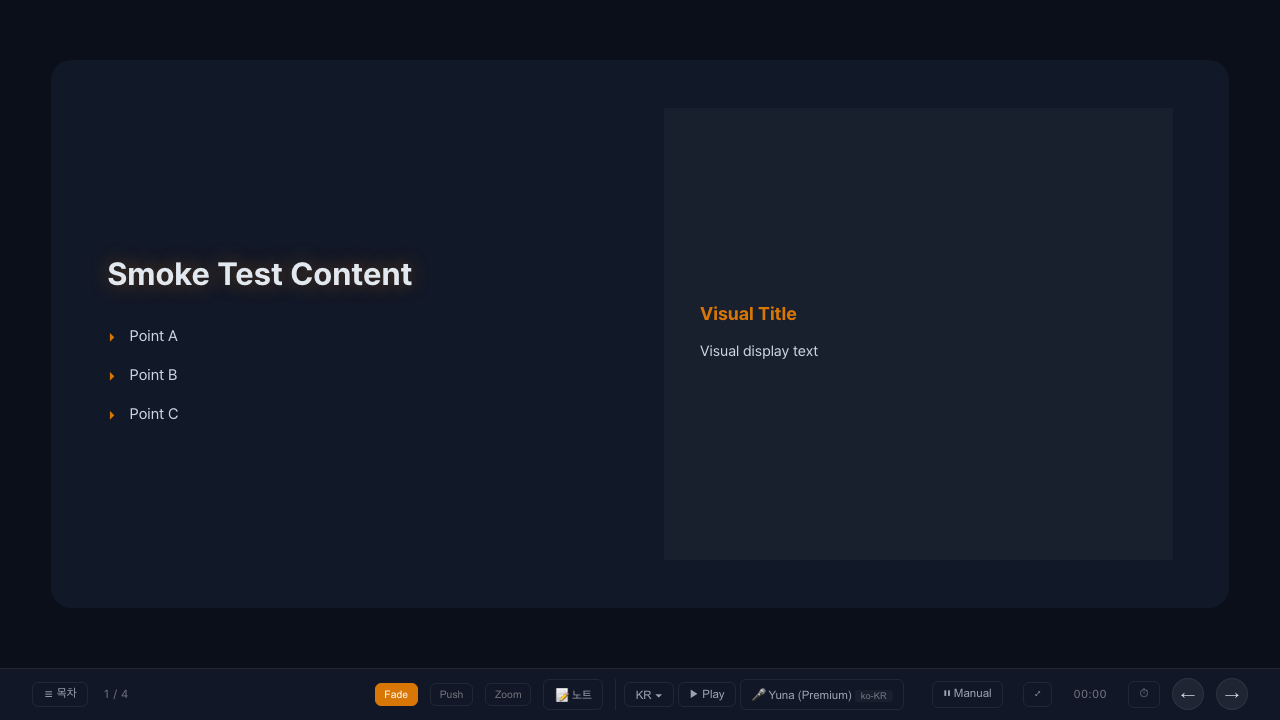 Smoke Test Content
Point A
Point B
Point C
Visual Title
Visual display text
≡ 목차
1 / 4
Fade
Push
Zoom
📝 노트
KR
Play
🎤 Yuna (Premium) ko-KR
Manual
00:00
← →